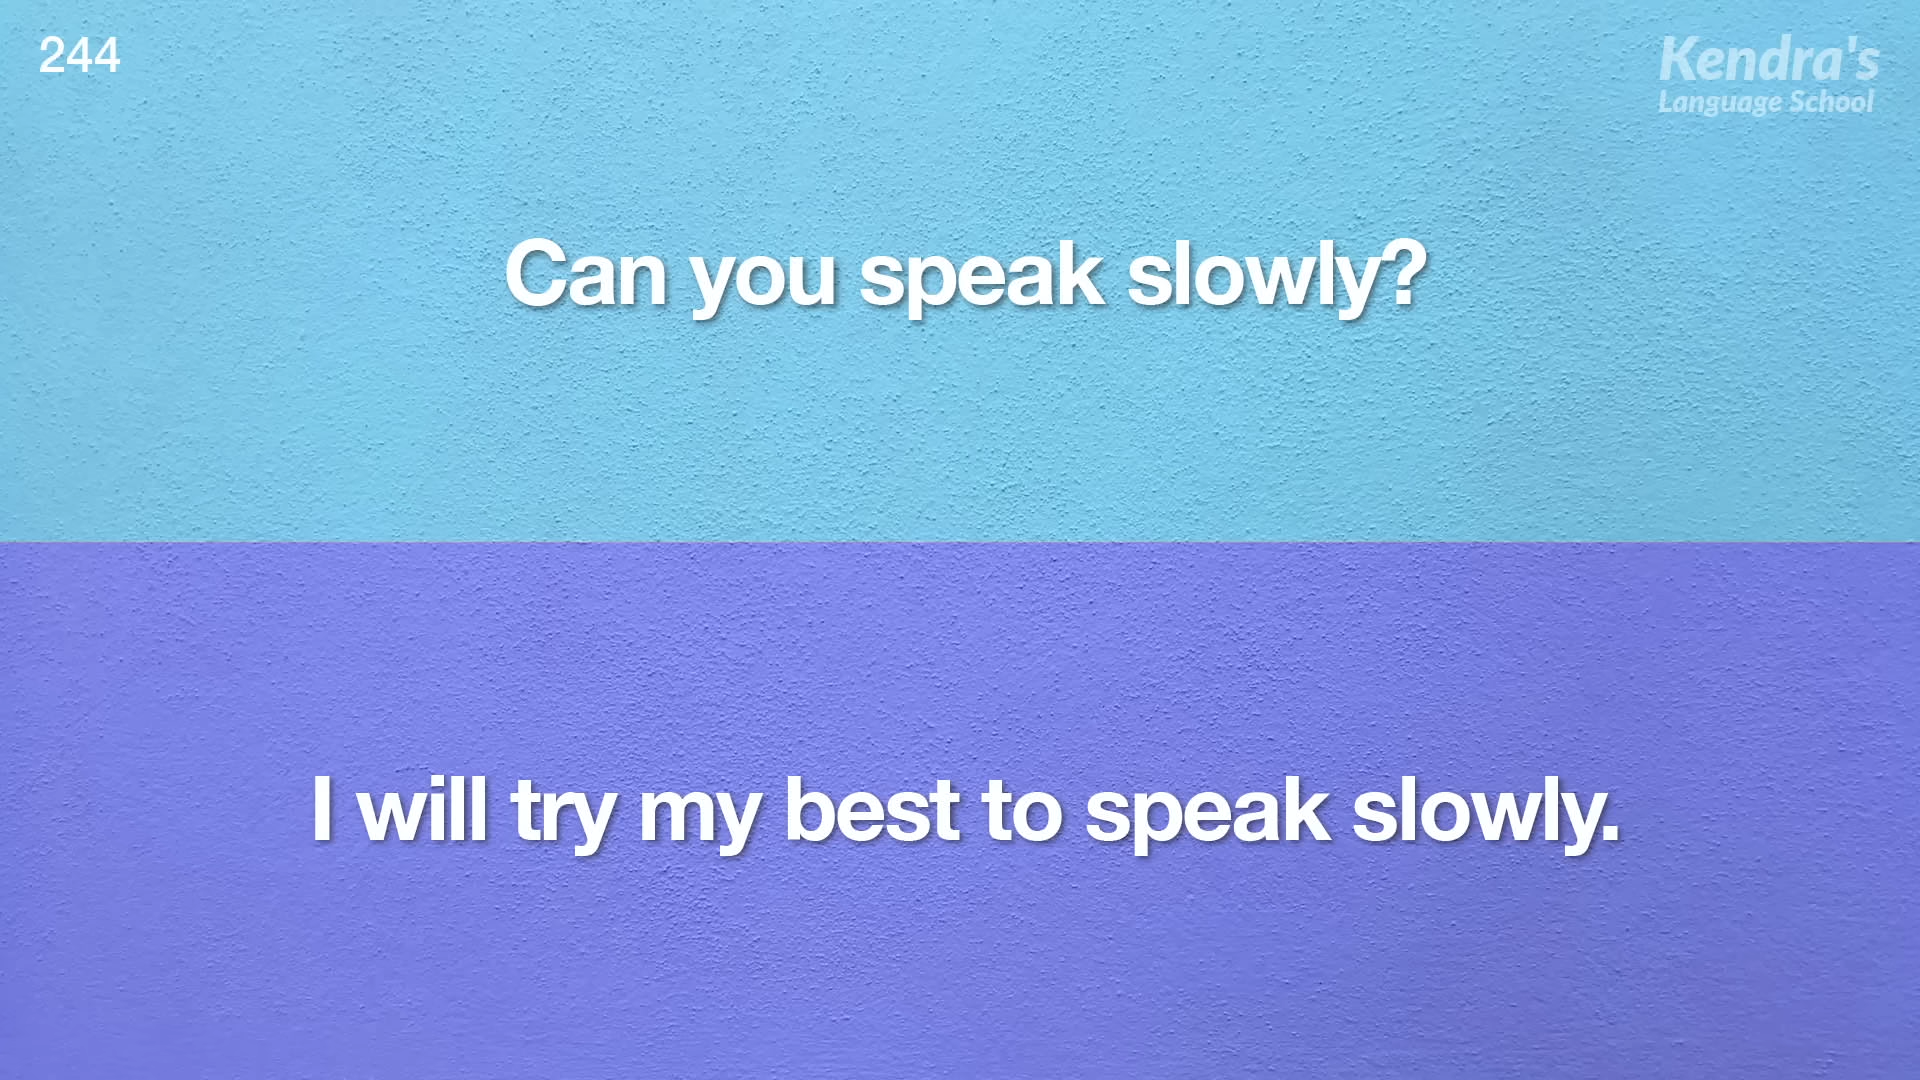 244
Kendra's
Language School
Can you speak slowly?
I will try my best to speak slowly.